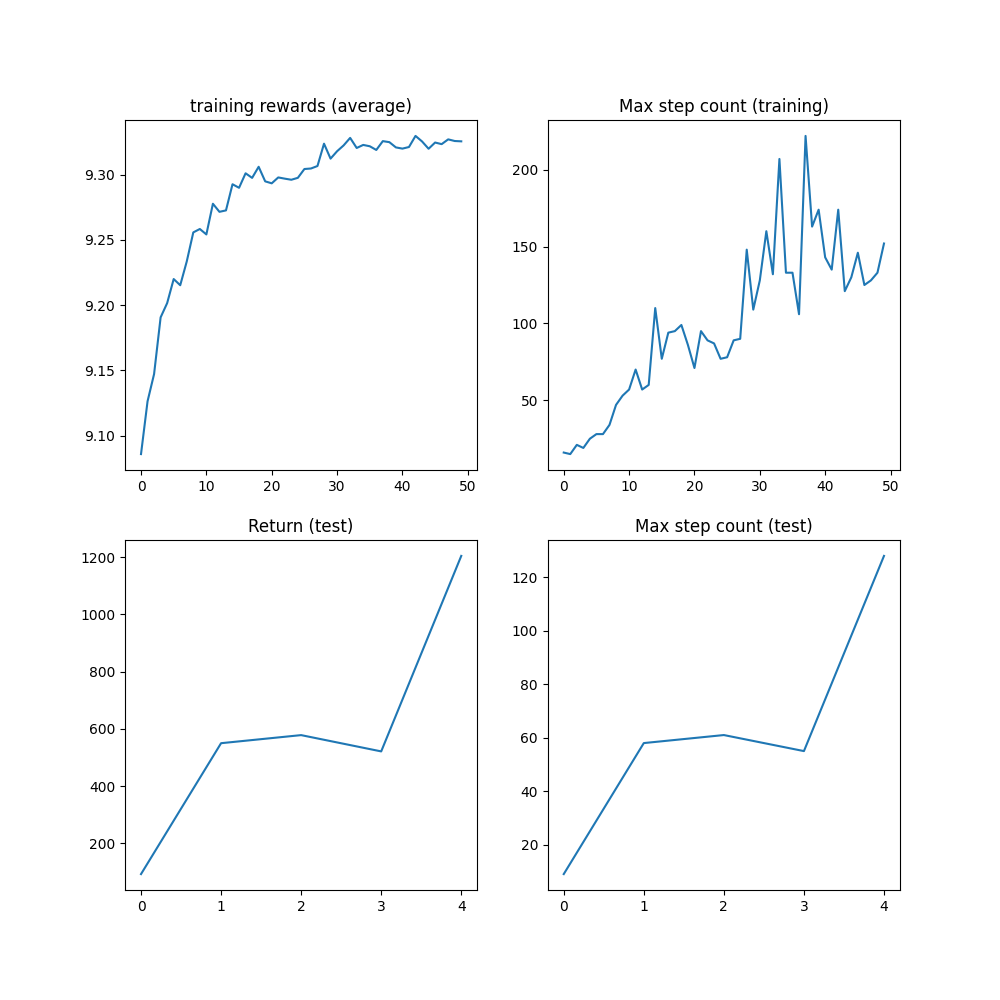 training rewards (average)
9.30
9.25
9.20
9.15
9.10
0 10 20 30 40 50
Max step count (training)
200
150
100
50
0 10 20 30 40 50
Return (test)
1200
1000
800
600
400
200
0 1 2 3 4
Max step count (test)
120
100
80
60
40
20
0 1 2 3 4